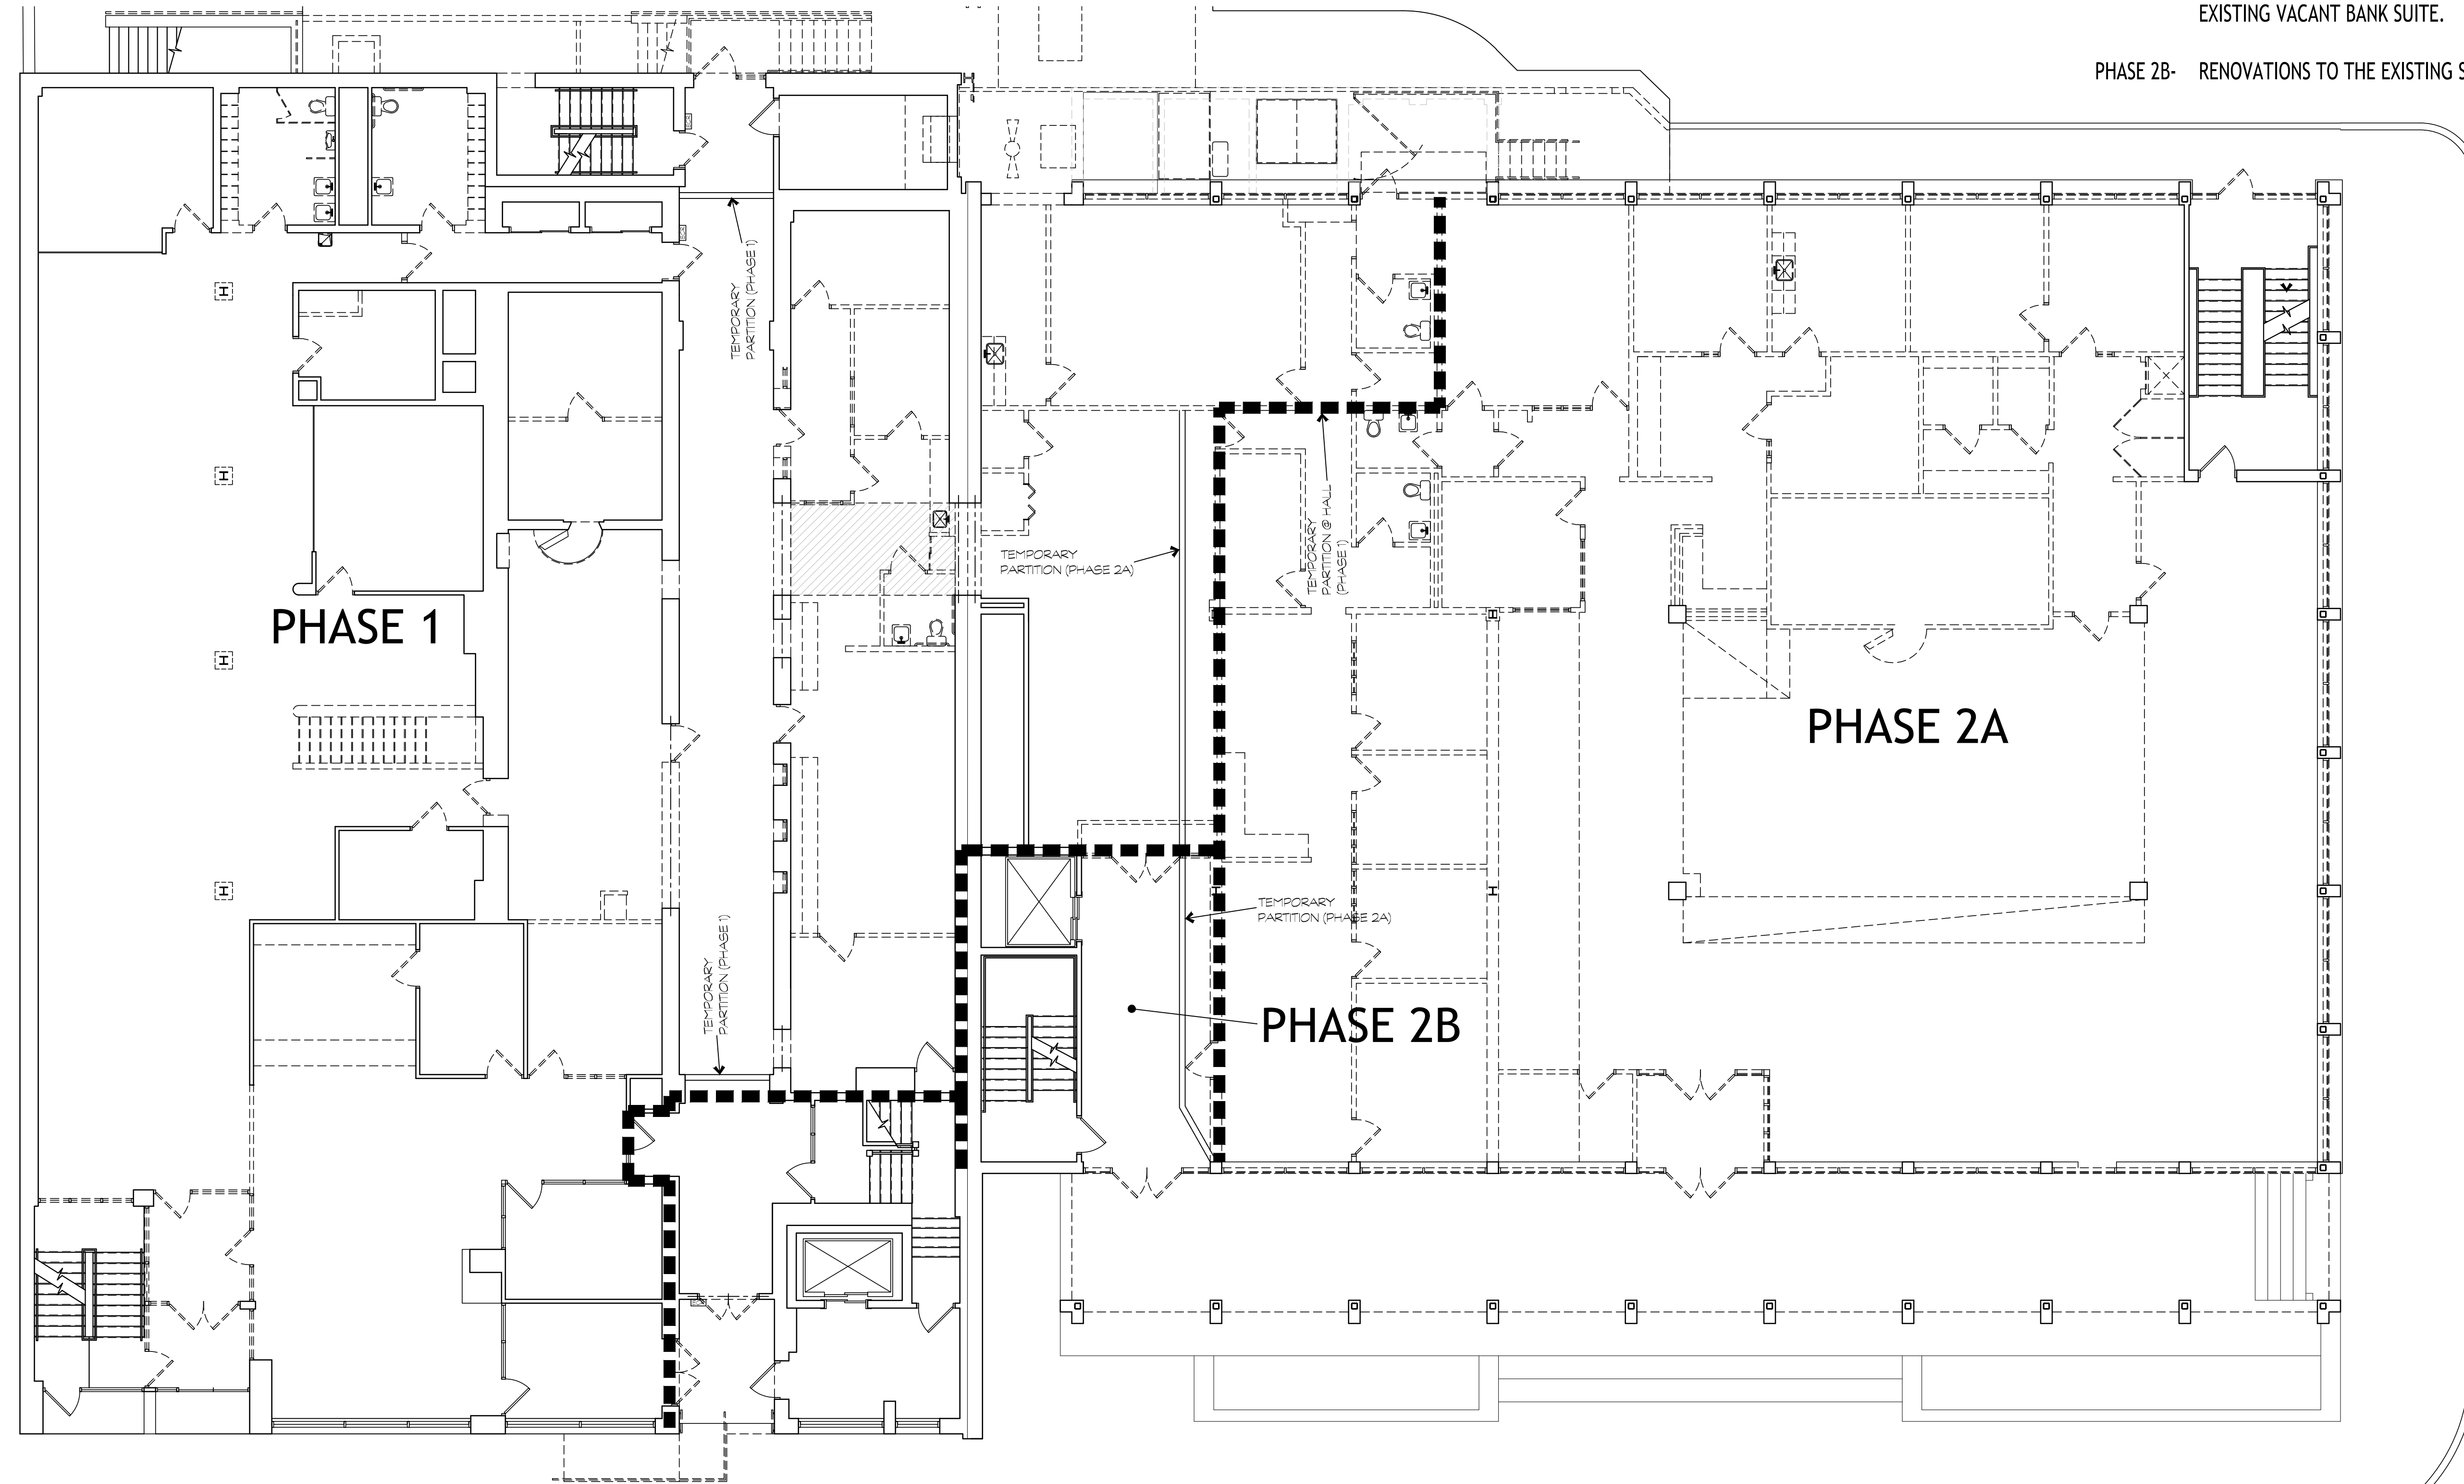 EXISTING VACANT BANK SUITE.
PHASE 2B- RENOVATIONS TO THE EXISTING S
TEMPORARY
PARTITION (PHASE 1)
TEMPORARY
PARTITION (PHASE 2A)
TEMPORARY
PARTITION @ HALL
(PHASE 1)
PHASE 1
PHASE 2A
TEMPORARY
PARTITION (PHASE 2A)
TEMPORARY
PARTITION (PHASE 1)
PHASE 2B